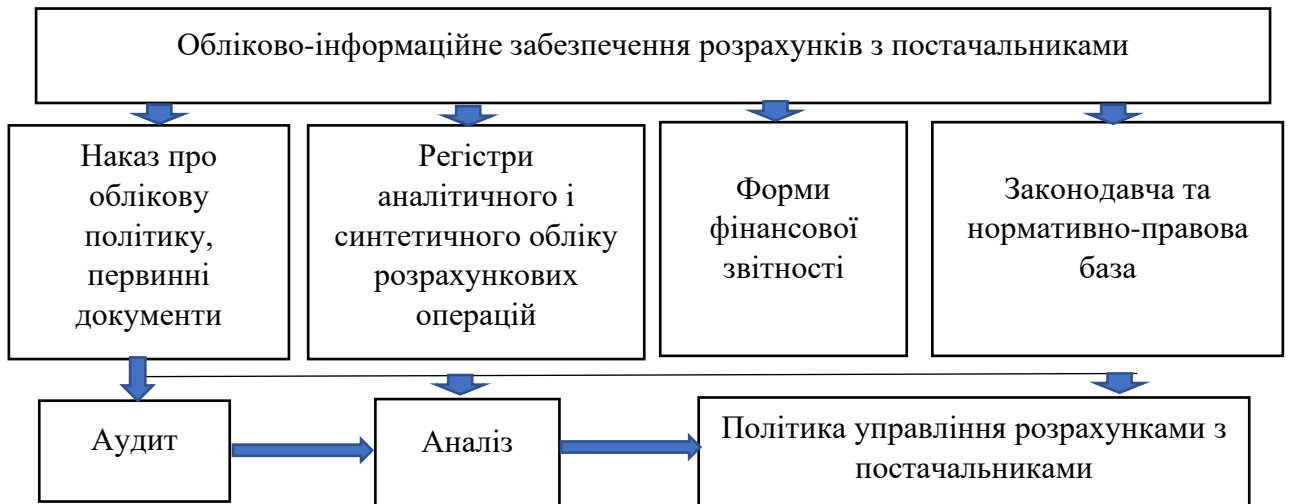 Обліково-інформаційне забезпечення розрахунків з постачальниками
Наказ про
облікову
політику,
первинні
документи
Регістри
аналітичного і
синтетичного обліку
розрахункових
операцій
Форми
фінансової
звітності
Законодавча та
нормативно-правова
база
Аудит
Аналіз
Політика управління розрахунками з
постачальниками